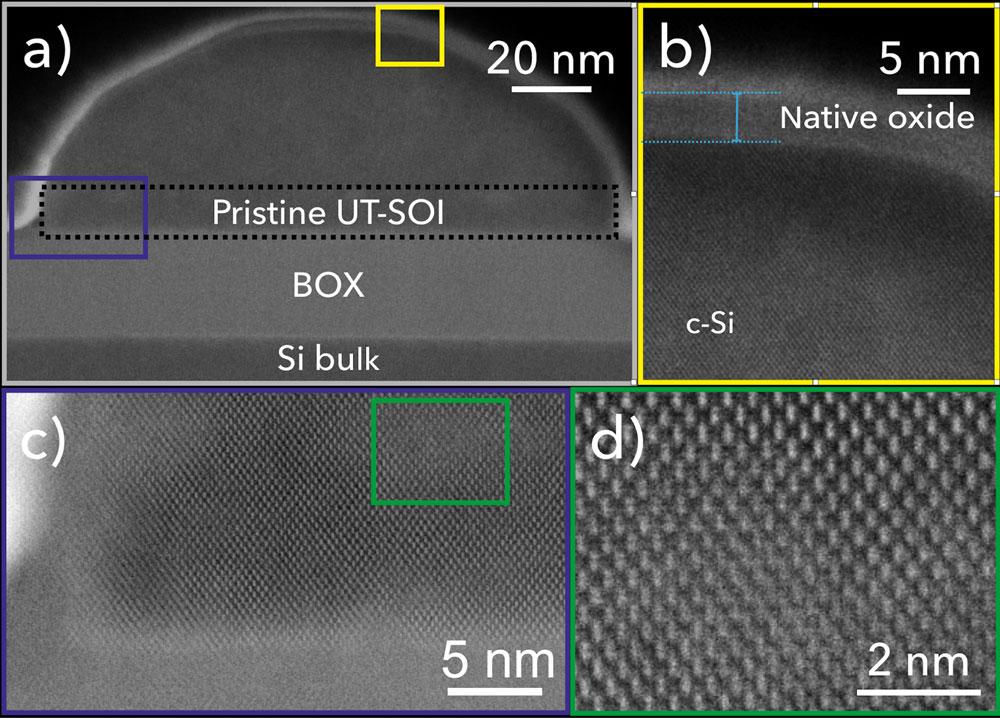 a)
20 nm
Pristine UT-SOI
BOX
Si bulk
b)
5 nm
Native oxide
c-Si
c)
5 nm
d)
2 nm